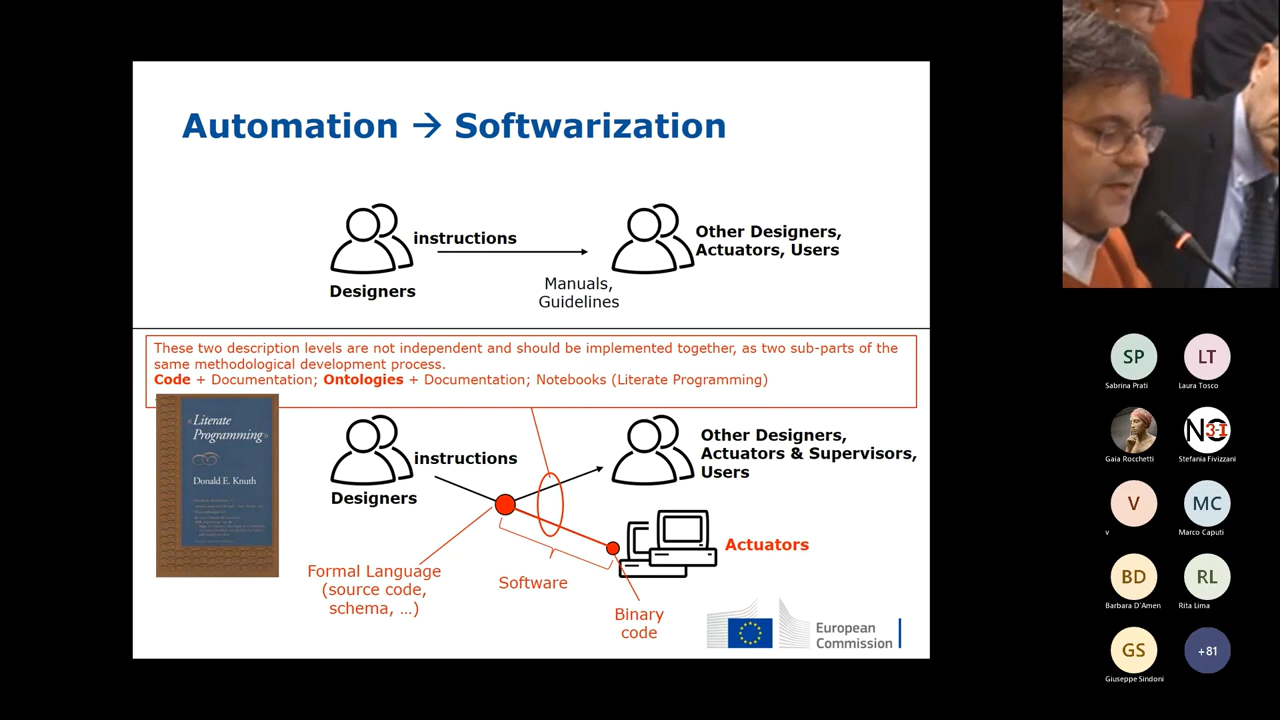 Automation → Softwarization
instructions
Designers
Other Designers,
Actuators, Users
Manuals,
Guidelines
These two description levels are not independent and should be implemented together, as two sub-parts of the
same methodological development process.
Code + Documentation; Ontologies + Documentation; Notebooks (Literate Programming)
«Literate
Programming»
Donald E. Knuth
instructions
Designers
Other Designers,
Actuators & Supervisors,
Users
Actuators
Formal Language
(source code,
schema, ...)
Software
Binary
code
European
Commission
SP
Sabrina Prati
LT
Laura Tosco
Gaia Rocchetti
NO
3-I
Stefania Fivizzani
V
v
MC
Marco Caputi
BD
Barbara D'Amen
RL
Rita Lima
GS
Giuseppe Sindoni
+81